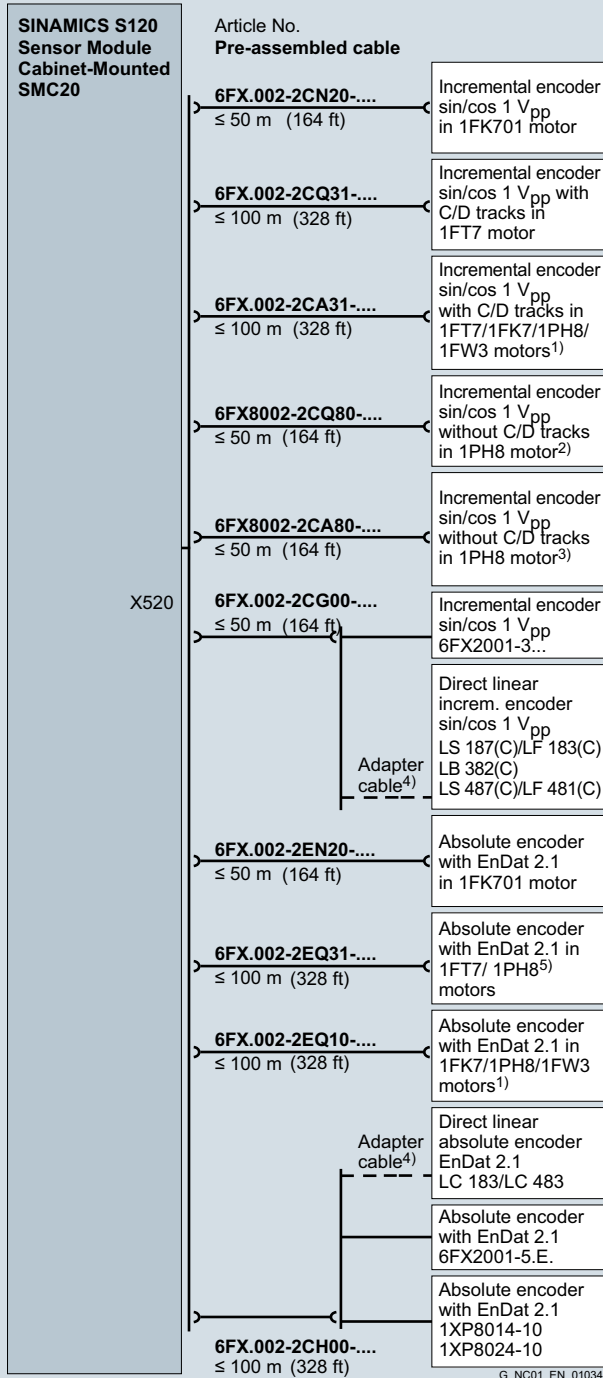 SINAMICS S120
Sensor Module
Cabinet-Mounted
SMC20
Article No.
Pre-assembled cable
6FX.002-2CN20-....
≤ 50 m (164 ft)
Incremental encoder
sin/cos 1 Vpp
in 1FK701 motor
6FX.002-2CQ31-....
≤ 100 m (328 ft)
Incremental encoder
sin/cos 1 Vpp with
C/D tracks in
1FT7 motor
6FX.002-2CA31-....
≤ 100 m (328 ft)
Incremental encoder
sin/cos 1 Vpp
with C/D tracks in
1FT7/1FK7/1PH8/
1FW3 motors1)
6FX8002-2CQ80-....
≤ 50 m (164 ft)
Incremental encoder
sin/cos 1 Vpp
without C/D tracks
in 1PH8 motor2)
6FX8002-2CA80-....
≤ 50 m (164 ft)
Incremental encoder
sin/cos 1 Vpp
without C/D tracks
in 1PH8 motor3)
X520
6FX.002-2CG00-....
≤ 50 m (164 ft)
Incremental encoder
sin/cos 1 Vpp
6FX2001-3...
Adapter
cable4)
Direct linear
increm. encoder
sin/cos 1 Vpp
LS 187(C)/LF 183(C)
LB 382(C)
LS 487(C)/LF 481(C)
6FX.002-2EN20-....
≤ 50 m (164 ft)
Absolute encoder
with EnDat 2.1
in 1FK701 motor
6FX.002-2EQ31-....
≤ 100 m (328 ft)
Absolute encoder
with EnDat 2.1 in
1FT7/ 1PH85)
motors
6FX.002-2EQ10-....
≤ 100 m (328 ft)
Absolute encoder
with EnDat 2.1 in
1FK7/1PH8/1FW3
motors1)
Adapter
cable4)
Direct linear
absolute encoder
EnDat 2.1
LC 183/LC 483
Absolute encoder
with EnDat 2.1
6FX2001-5.E.
Absolute encoder
with EnDat 2.1
1XP8014-10
1XP8024-10
6FX.002-2CH00-....
≤ 100 m (328 ft)
G_NC01_EN_01034